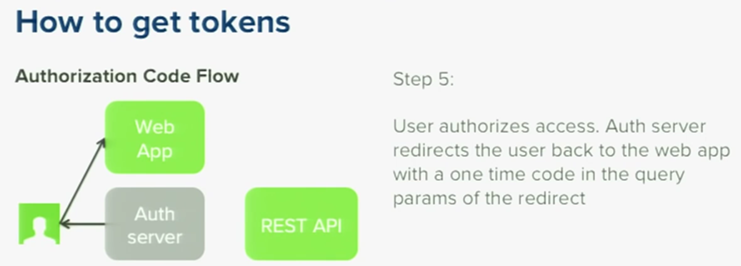 How to get tokens
Authorization Code Flow
Web
App
Auth
server
REST API
Step 5:
User authorizes access. Auth server
redirects the user back to the web app
with a one time code in the query
params of the redirect